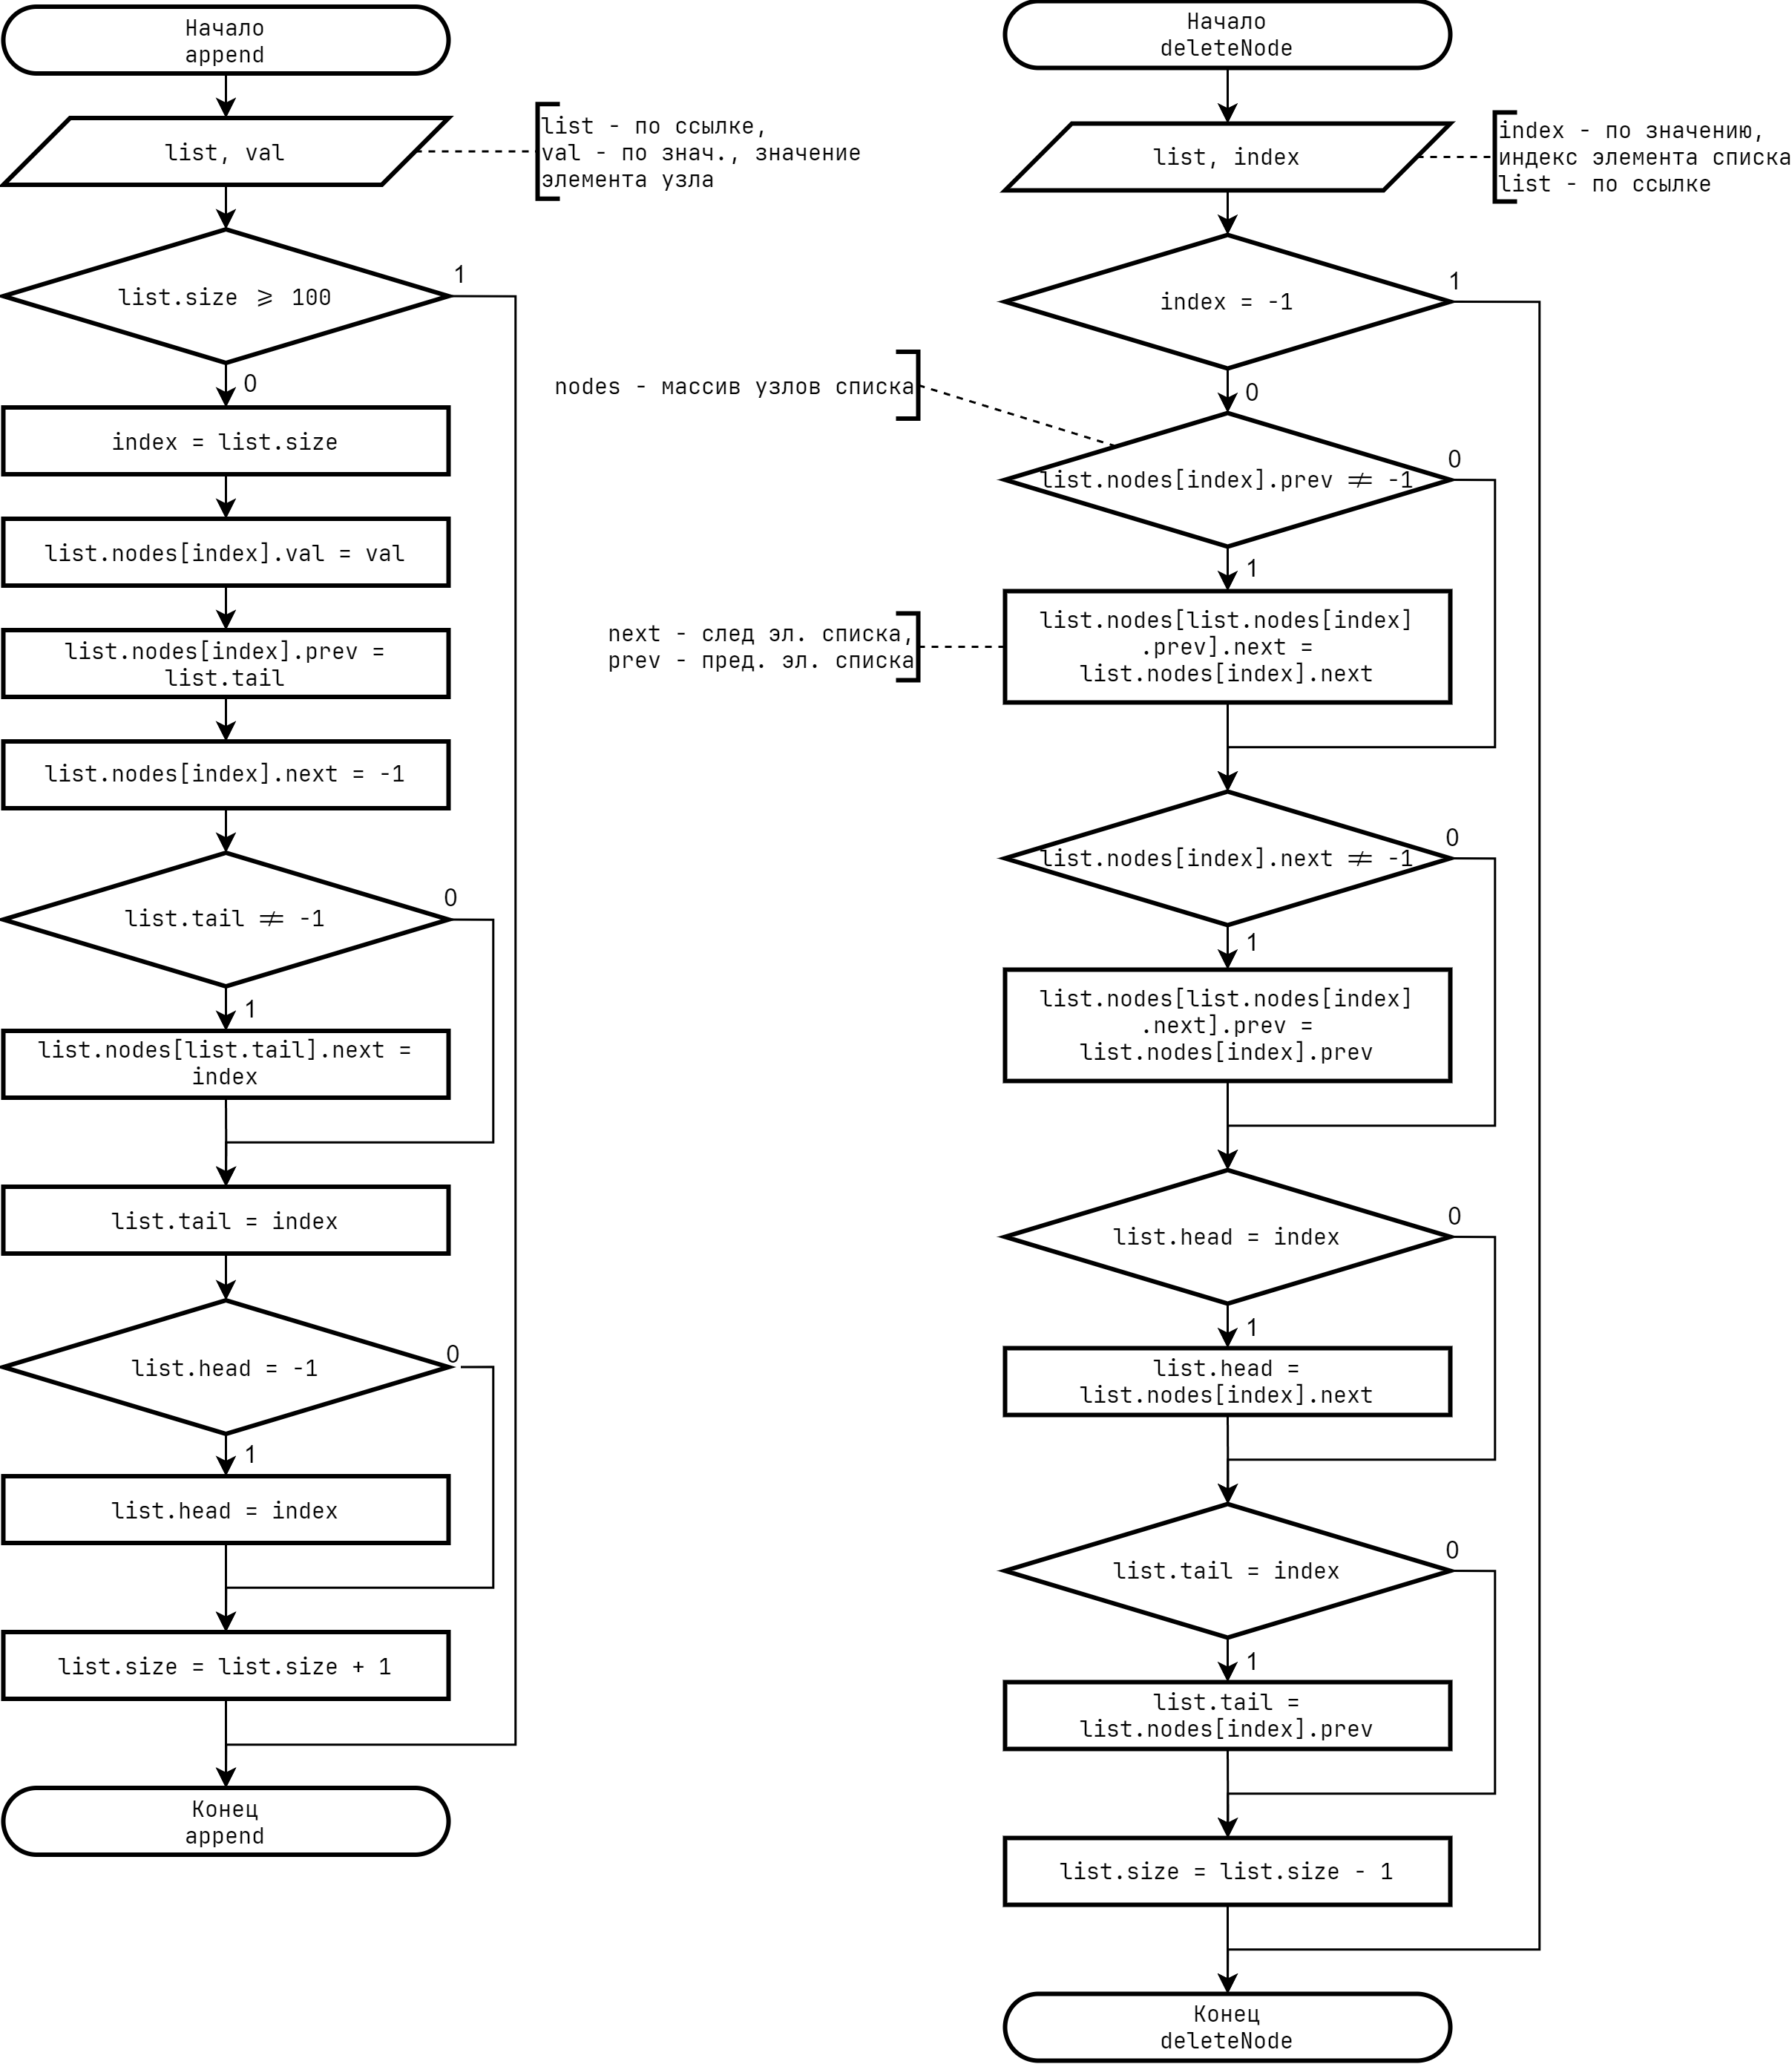 Начало
append
list, val
list - по ссылке,
val - по знач., значение
элемента узла
list.size ⩾ 100
1
0
index = list.size
list.nodes[index].val = val
list.nodes[index].prev =
list.tail
list.nodes[index].next = -1
list.tail ≠ -1
0
1
list.nodes[list.tail].next =
index
list.tail = index
list.head = -1
0
1
list.head = index
list.size = list.size + 1
Конец
append
Начало
deleteNode
list, index
index - по значению,
индекс элемента списка
list - по ссылке
index = -1
1
0
nodes - массив узлов списка
list.nodes[index].prev ≠ -1
0
1
next - след эл. списка,
prev - пред. эл. списка
list.nodes[list.nodes[index]
.prev].next =
list.nodes[index].next
list.nodes[index].next ≠ -1
0
1
list.nodes[list.nodes[index]
.next].prev =
list.nodes[index].prev
list.head = index
0
1
list.head =
list.nodes[index].next
list.tail = index
0
1
list.tail =
list.nodes[index].prev
list.size = list.size - 1
Конец
deleteNode